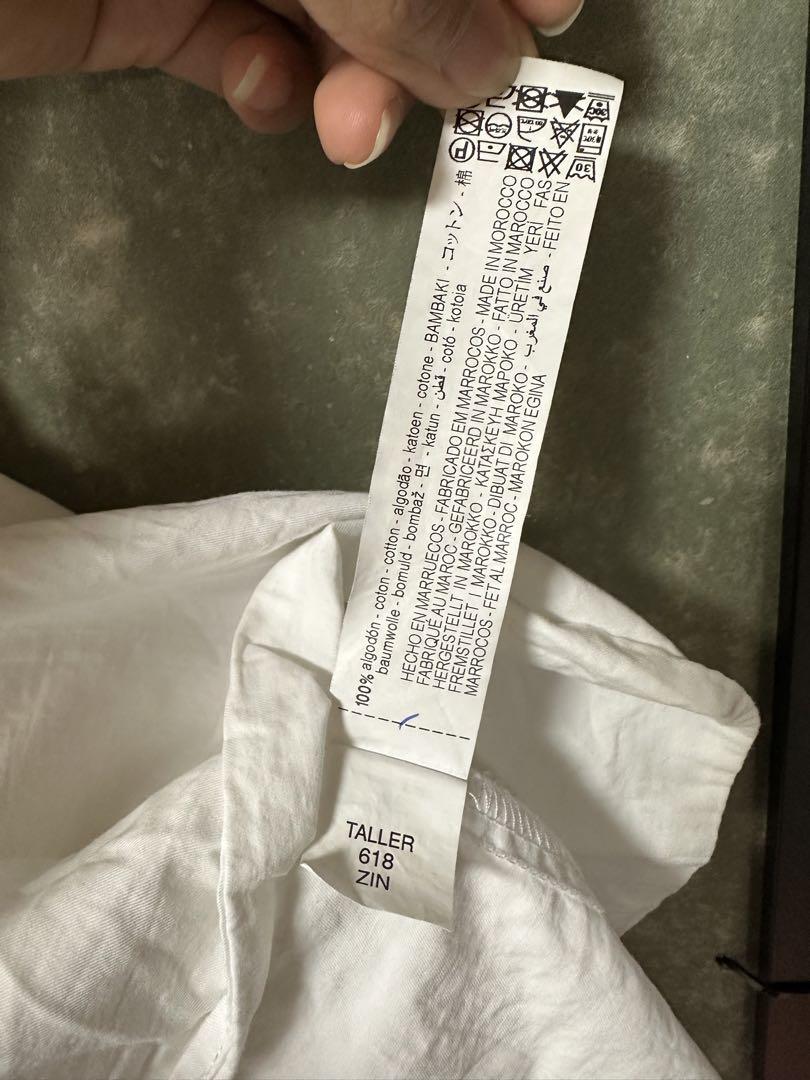 100% algodón - coton - cotton - algodão - katoen - cotone - BAMBAKI - コットン - 棉
baumwolle - bomuld - bombaž - 면 - katun - قطن - cotó - kotoia
HECHO EN MARRUECOS - FABRICADO EM MARROCOS - MADE IN MOROCCO
FABRIQUÉ AU MAROC - GEFABRICEERD IN MAROKKO - FATTO IN MAROCCO
HERGESTELLT IN MAROKKO - ΚΑΤΑΣΚΕΥΗ ΜΑΡΟΚΟ - ÜRETİM YERİ FAS
FREMSTILLET I MAROKKO - DIBUAT DI MAROKO - صنع في المغرب - FEITO EN
MARROCOS - FET AL MARROC - MAROKON EGINA
TALLER
618
ZIN